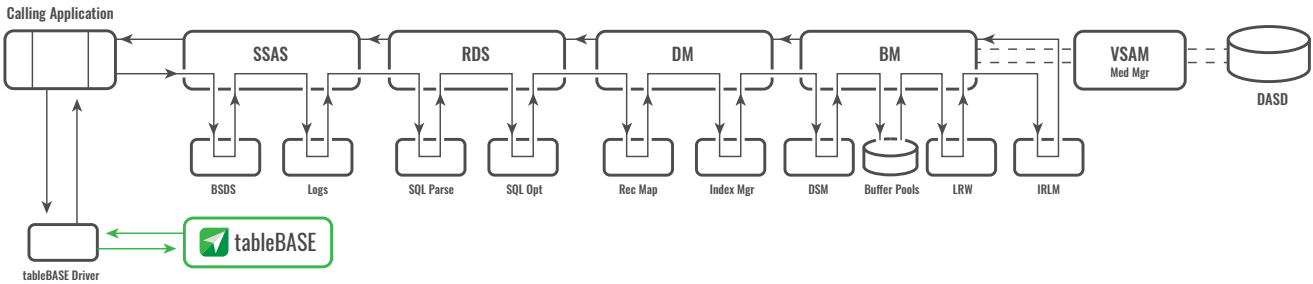 Calling Application
SSAS
RDS
DM
BM
VSAM
Med Mgr
DASD
BSDS
Logs
SQL Parse
SQL Opt
Rec Map
Index Mgr
DSM
Buffer Pools
LRW
IRLM
tableBASE
tableBASE Driver